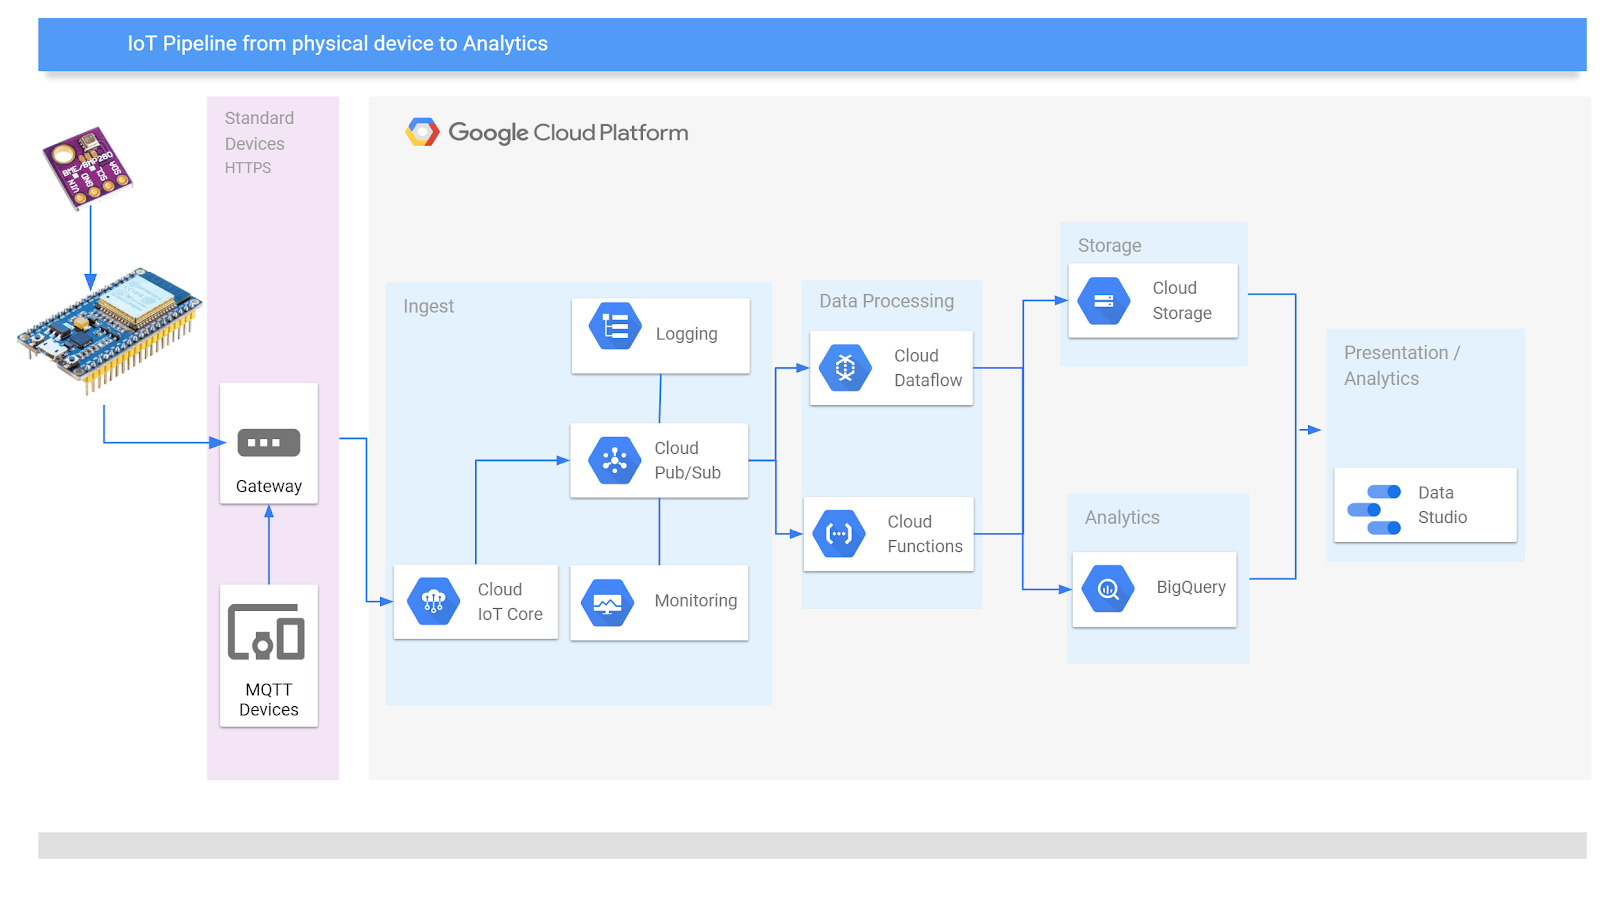 IoT Pipeline from physical device to Analytics
Standard
Devices
HTTPS
Google Cloud Platform
BME/BMP280
VIN
GND
SCL
SDA
Gateway
MQTT
Devices
Ingest
Logging
Cloud
Pub/Sub
Cloud
IoT Core
Monitoring
Data Processing
Cloud
Dataflow
Cloud
Functions
Storage
Cloud
Storage
Analytics
BigQuery
Presentation /
Analytics
Data
Studio